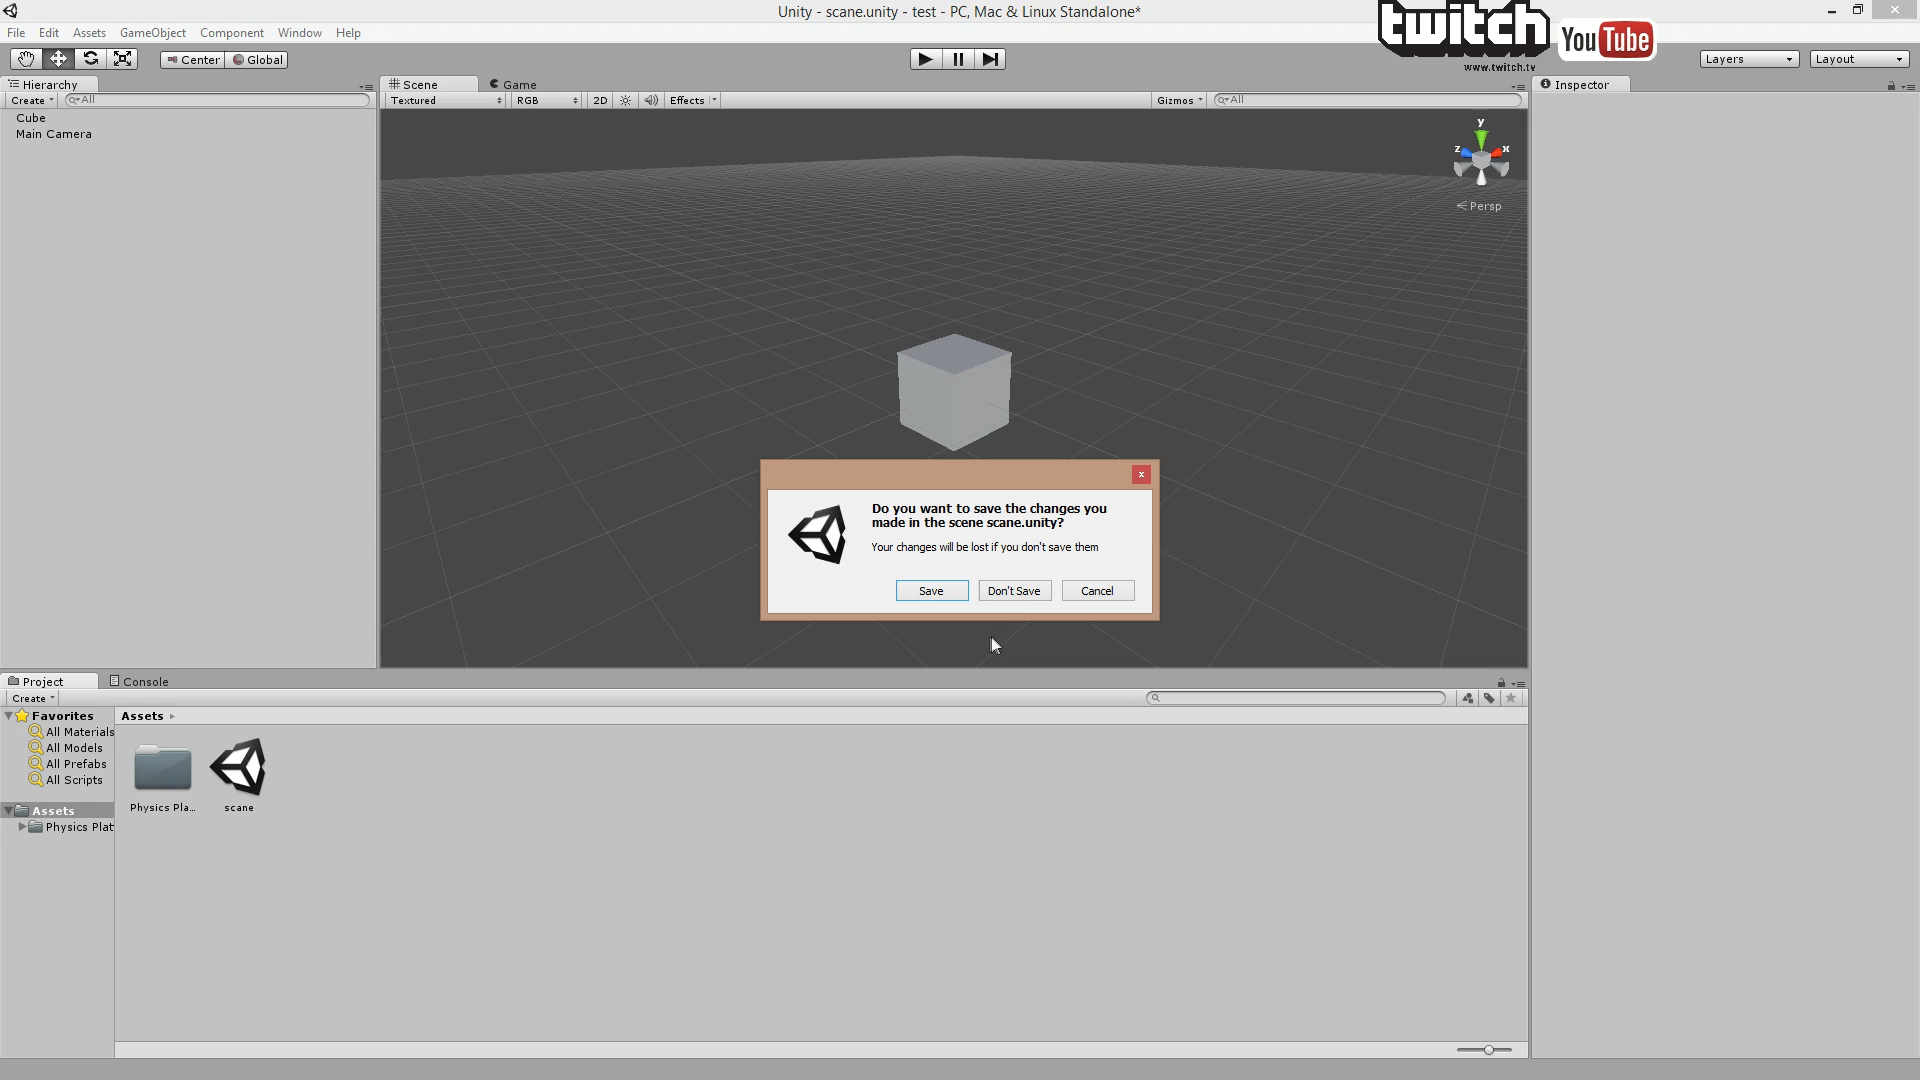 Unity - scane.unity - test - PC, Mac & Linux Standalone*
File Edit Assets GameObject Component Window Help
twitch
www.twitch.tv
YouTube
Center Global
Layers Layout
Hierarchy
Create All
Cube
Main Camera
Scene Game
Textured RGB 2D Effects Gizmos All
y
z x
Persp
Inspector
Do you want to save the changes you
made in the scene scane.unity?
Your changes will be lost if you don't save them
Save Don't Save Cancel
Project Console
Create
Favorites
All Materials
All Models
All Prefabs
All Scripts
Assets
Physics Plat
Assets
Physics Pla... scane